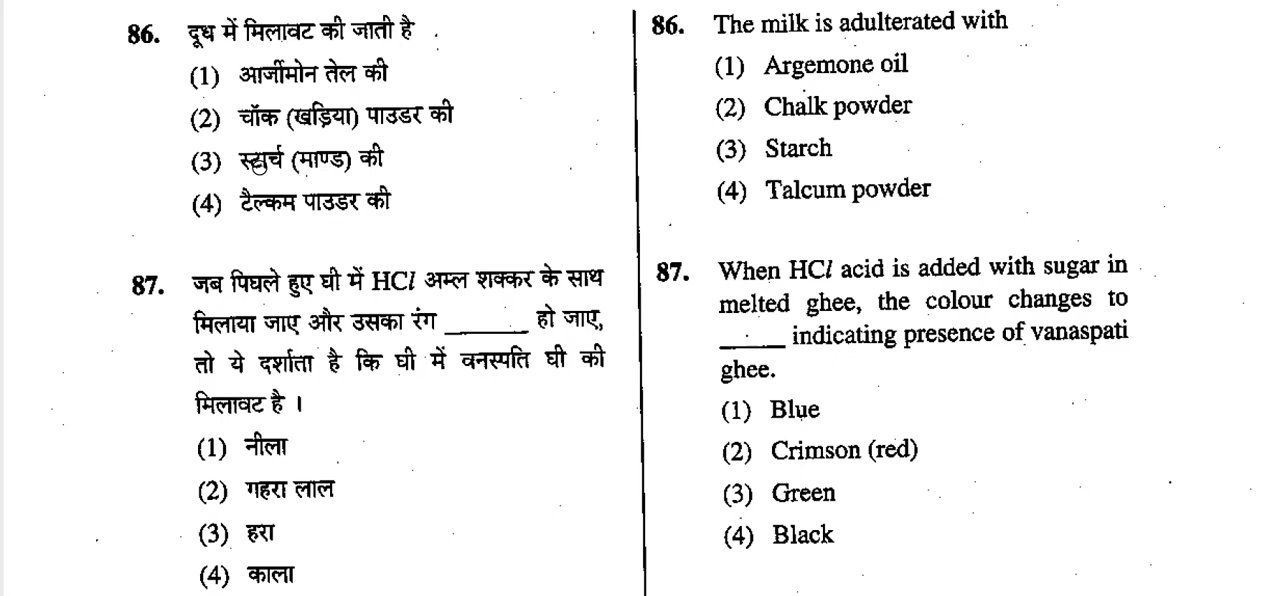 86. दूध में मिलावट की जाती है
(1) आर्जीमोन तेल की
(2) चॉक (खड़िया) पाउडर की
(3) स्टार्च (माण्ड) की
(4) टैल्कम पाउडर की
87. जब पिघले हुए घी में HCl अम्ल शक्कर के साथ
मिलाया जाए और उसका रंग ________ हो जाए,
तो ये दर्शाता है कि घी में वनस्पति घी की
मिलावट है ।
(1) नीला
(2) गहरा लाल
(3) हरा
(4) काला
86. The milk is adulterated with
(1) Argemone oil
(2) Chalk powder
(3) Starch
(4) Talcum powder
87. When HCl acid is added with sugar in
melted ghee, the colour changes to
______ indicating presence of vanaspati
ghee.
(1) Blue
(2) Crimson (red)
(3) Green
(4) Black